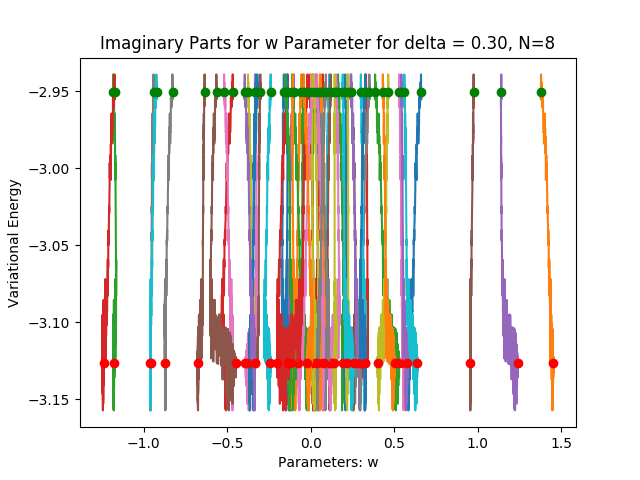 Imaginary Parts for w Parameter for delta = 0.30, N=8
Variational Energy
−2.95
−3.00
−3.05
−3.10
−3.15
−1.0 −0.5 0.0 0.5 1.0 1.5
Parameters: w